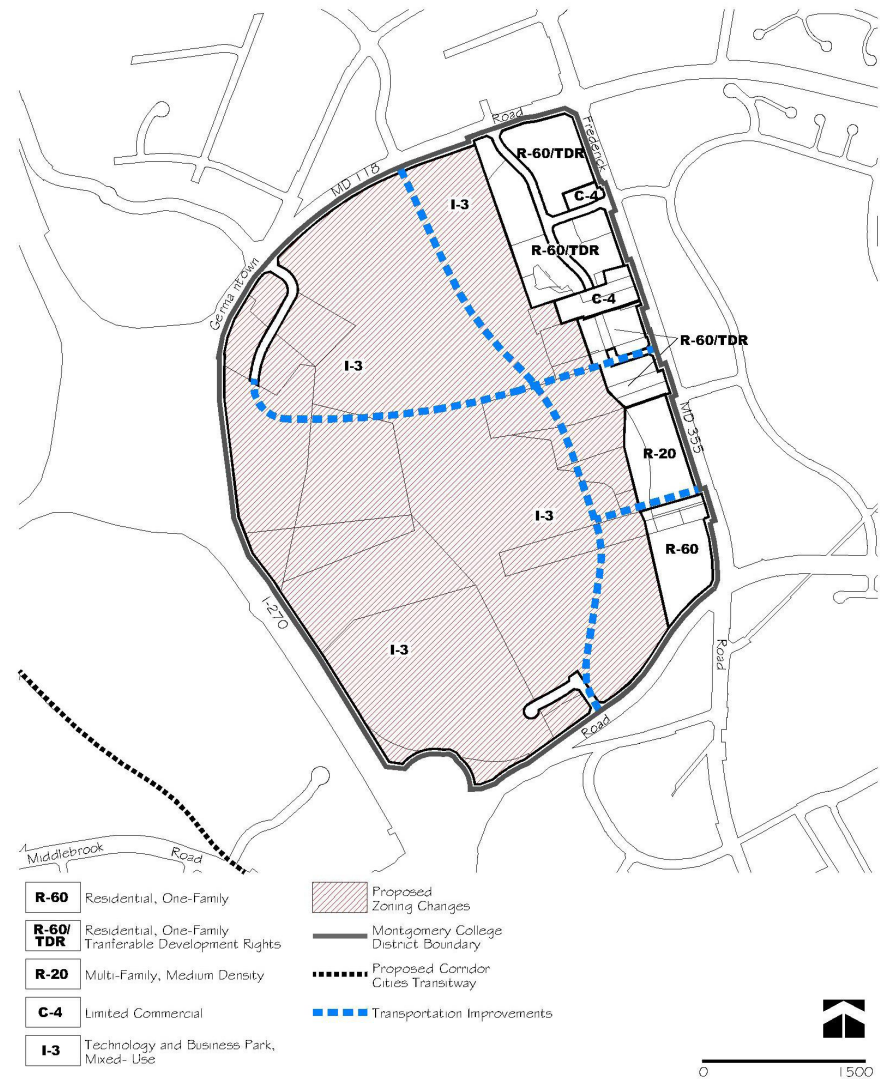 Road
MD 118
Frederick
R-60/TDR
I-3
C-4
R-60/TDR
Germantown
C-4
I-3
R-60/TDR
MD 355
R-20
I-3
R-60
I-270
I-3
Road
Road
Middlebrook
Road
R-60
Residential, One-Family
R-60/
TDR
Residential, One-Family
Tranferable Development Rights
R-20
Multi-Family, Medium Density
C-4
Limited Commercial
I-3
Technology and Business Park,
Mixed- Use
Proposed
Zoning Changes
Montgomery College
District Boundary
Proposed Corridor
Cities Transitway
Transportation Improvements
0
1500